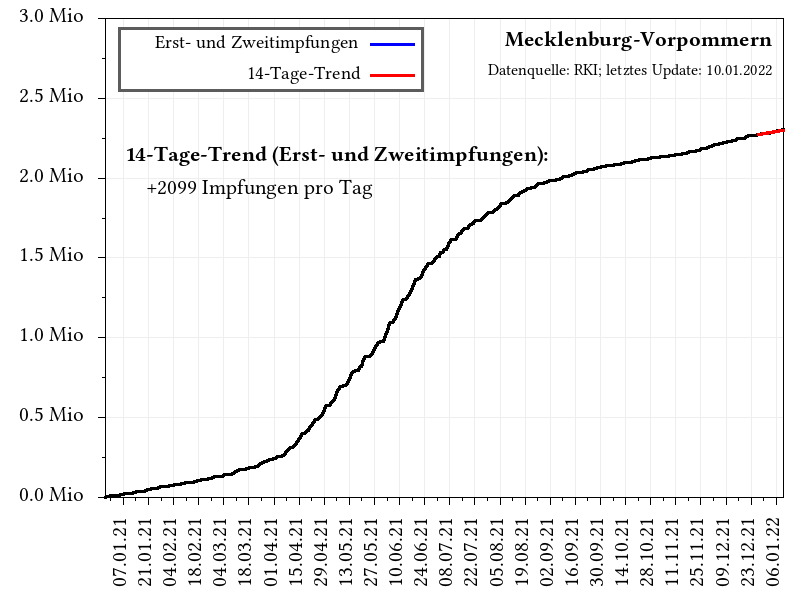 3.0 Mio
2.5 Mio
2.0 Mio
1.5 Mio
1.0 Mio
0.5 Mio
0.0 Mio
Erst- und Zweitimpfungen
14-Tage-Trend
Mecklenburg-Vorpommern
Datenquelle: RKI; letztes Update: 10.01.2022
14-Tage-Trend (Erst- und Zweitimpfungen):
+2099 Impfungen pro Tag
07.01.21
21.01.21
04.02.21
18.02.21
04.03.21
18.03.21
01.04.21
15.04.21
29.04.21
13.05.21
27.05.21
10.06.21
24.06.21
08.07.21
22.07.21
05.08.21
19.08.21
02.09.21
16.09.21
30.09.21
14.10.21
28.10.21
11.11.21
25.11.21
09.12.21
23.12.21
06.01.22